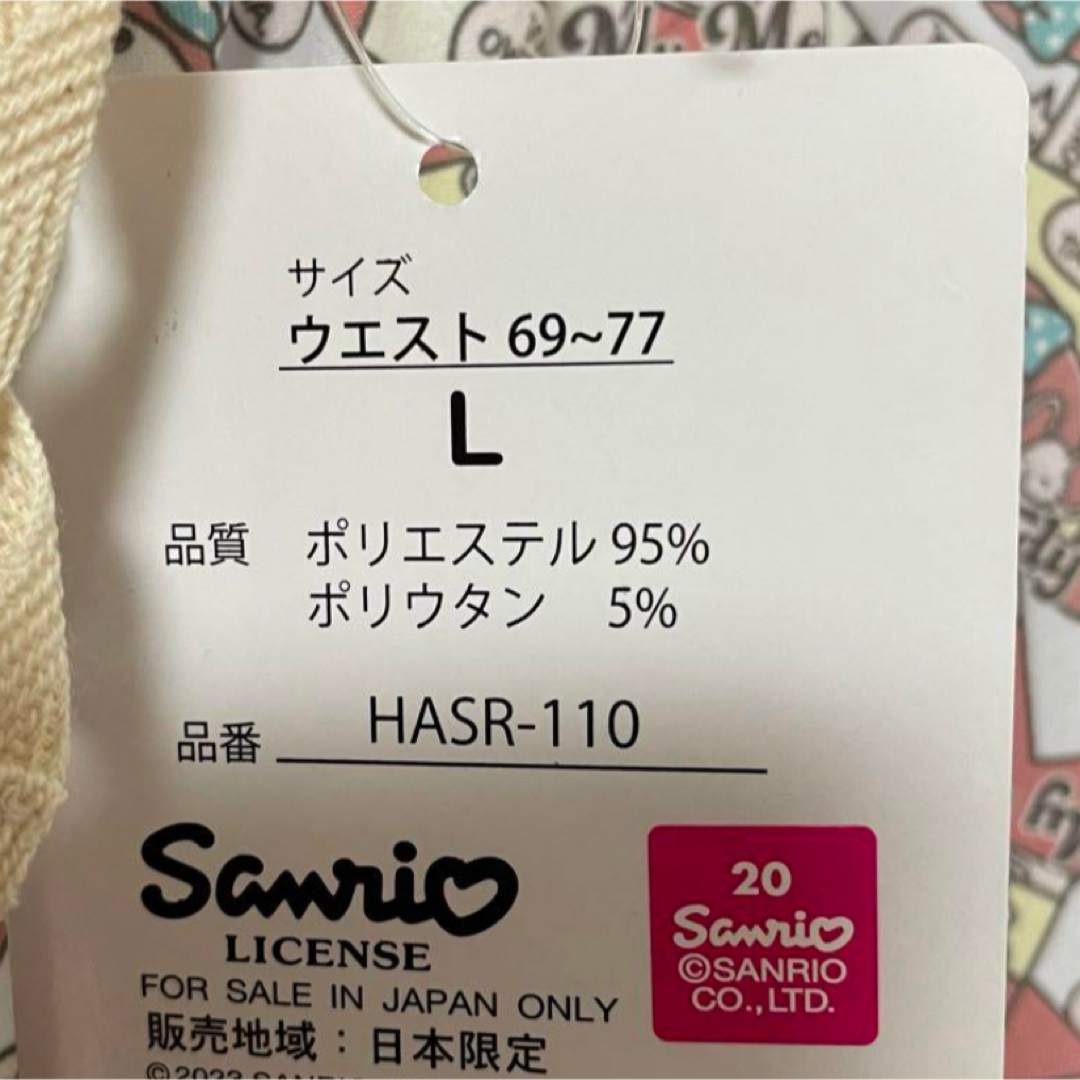 サイズ
ウエスト 69~77
L
品質 ポリエステル 95%
ポリウタン 5%
品番 HASR-110
Sanrio
LICENSE
FOR SALE IN JAPAN ONLY
販売地域：日本限定
20
Sanrio
©SANRIO
CO.,LTD.